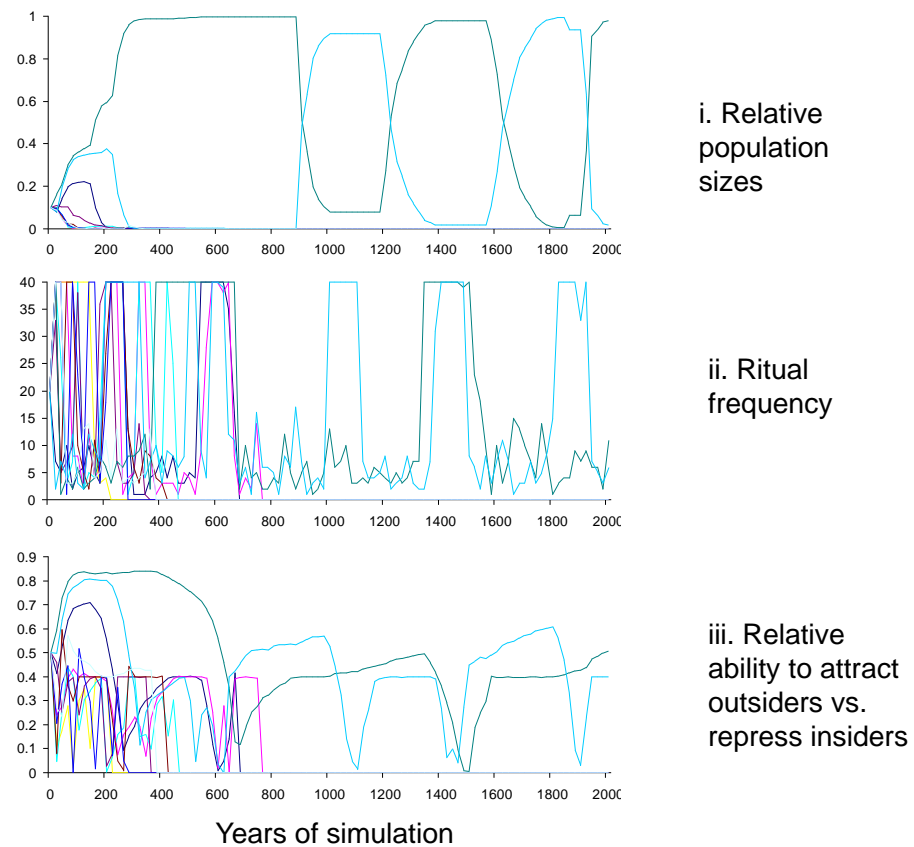 1
0.8
0.6
0.4
0.2
0
0 200 400 600 800 1000 1200 1400 1600 1800 2000
i. Relative
population
sizes
40
35
30
25
20
15
10
5
0
0 200 400 600 800 1000 1200 1400 1600 1800 2000
ii. Ritual
frequency
0.9
0.8
0.7
0.6
0.5
0.4
0.3
0.2
0.1
0
0 200 400 600 800 1000 1200 1400 1600 1800 2000
iii. Relative
ability to attract
outsiders vs.
repress insiders
Years of simulation